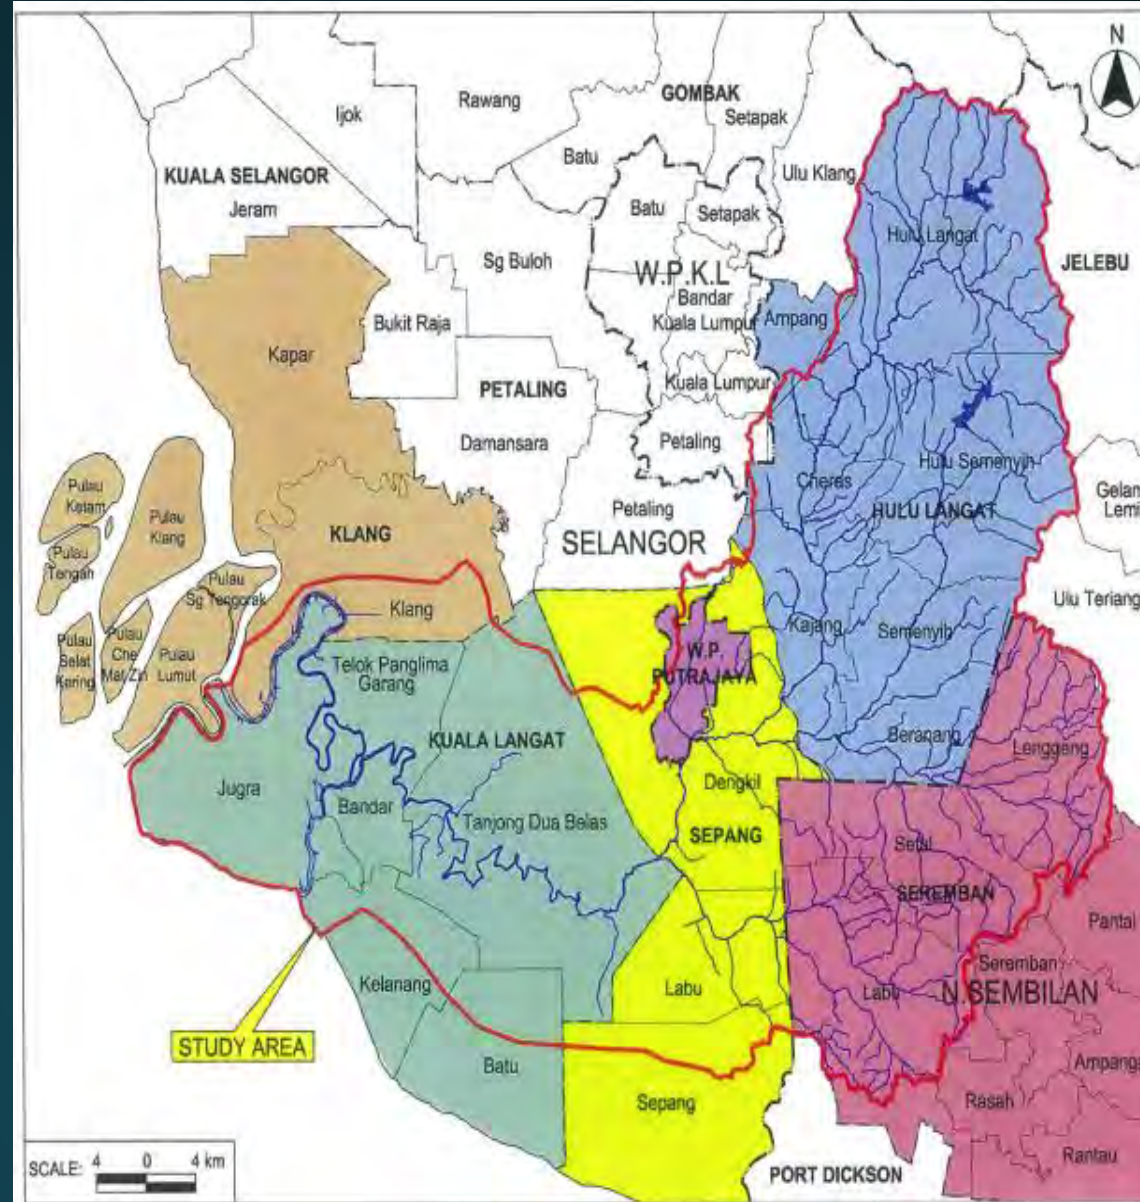 N
Rawang
GOMBAK
Ijok
Setapak
Batu
Ulu Klang
KUALA SELANGOR
Jeram
Batu
Setapak
Hulu Langat
Sg Buloh
W.P.K.L
JELEBU
Bandar
Kuala Lumpur
Ampang
Bukit Raja
Kapar
Kuala Lumpur
PETALING
Damansara
Petaling
Hulu Semenyih
Cheras
Pulau
Ketam
Pulau
Klang
Petaling
HULU LANGAT
KLANG
SELANGOR
Pulau
Tengah
Pulau
Sg Tengorak
Klang
Ulu Teriang
Kajang
Semenyih
Pulau
Selat
Kering
Pulau
Che
Mat Zin
Pulau
Lumut
W.P.
PUTRAJAYA
Telok Panglima
Garang
KUALA LANGAT
Beranang
Lenggeng
Jugra
Bandar
Dengkil
Tanjong Dua Belas
SEPANG
Setul
SEREMBAN
Pantai
Kelanang
Labu
Labu
Seremban
N.SEMBILAN
STUDY AREA
Batu
Sepang
Rasah
Rantau
SCALE: 4 0 4 km
PORT DICKSON